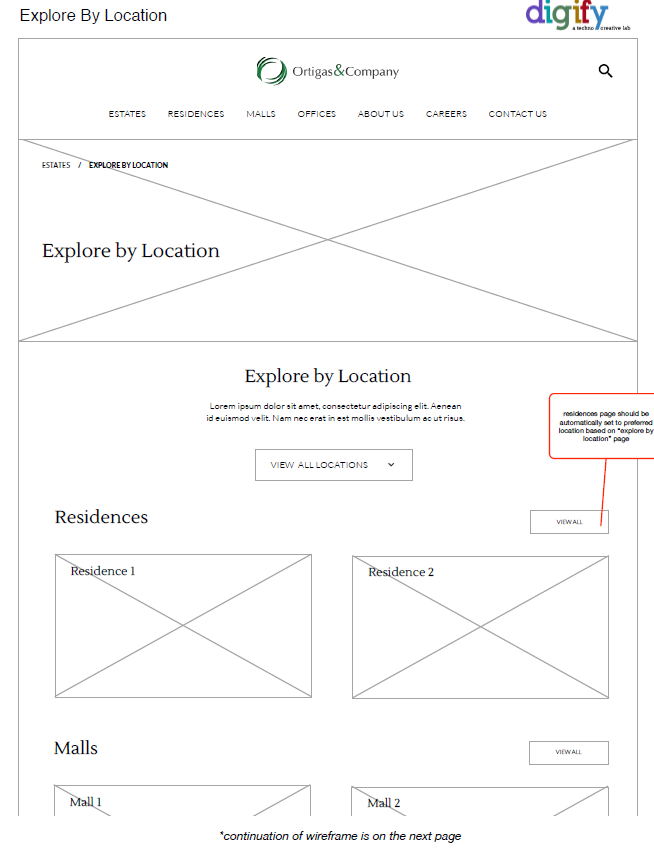 Explore By Location
digify
a techno creative lab
Ortigas&Company
ESTATES RESIDENCES MALLS OFFICES ABOUT US CAREERS CONTACT US
ESTATES / EXPLORE BY LOCATION
Explore by Location
Explore by Location
Lorem ipsum dolor sit amet, consectetur adipiscing elit. Aenean
id euismod velit. Nam nec erat in est mollis vestibulum ac ut risus.
residences page should be
automatically set to preferred
location based on "explore by
location" page
VIEW ALL LOCATIONS
Residences
VIEW ALL
Residence 1
Residence 2
Malls
VIEW ALL
Mall 1
Mall 2
*continuation of wireframe is on the next page